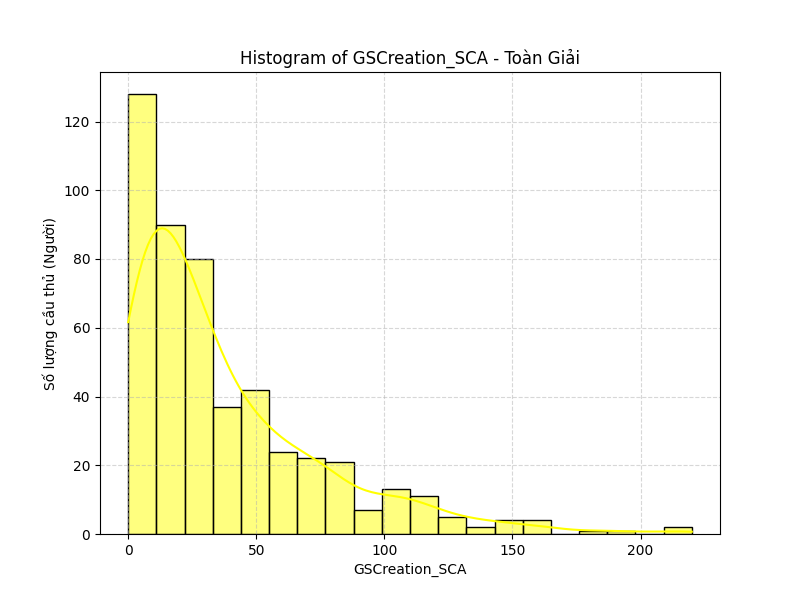 Histogram of GSCreation_SCA - Toàn Giải
Số lượng cầu thủ (Người)
120
100
80
60
40
20
0
0 50 100 150 200
GSCreation_SCA